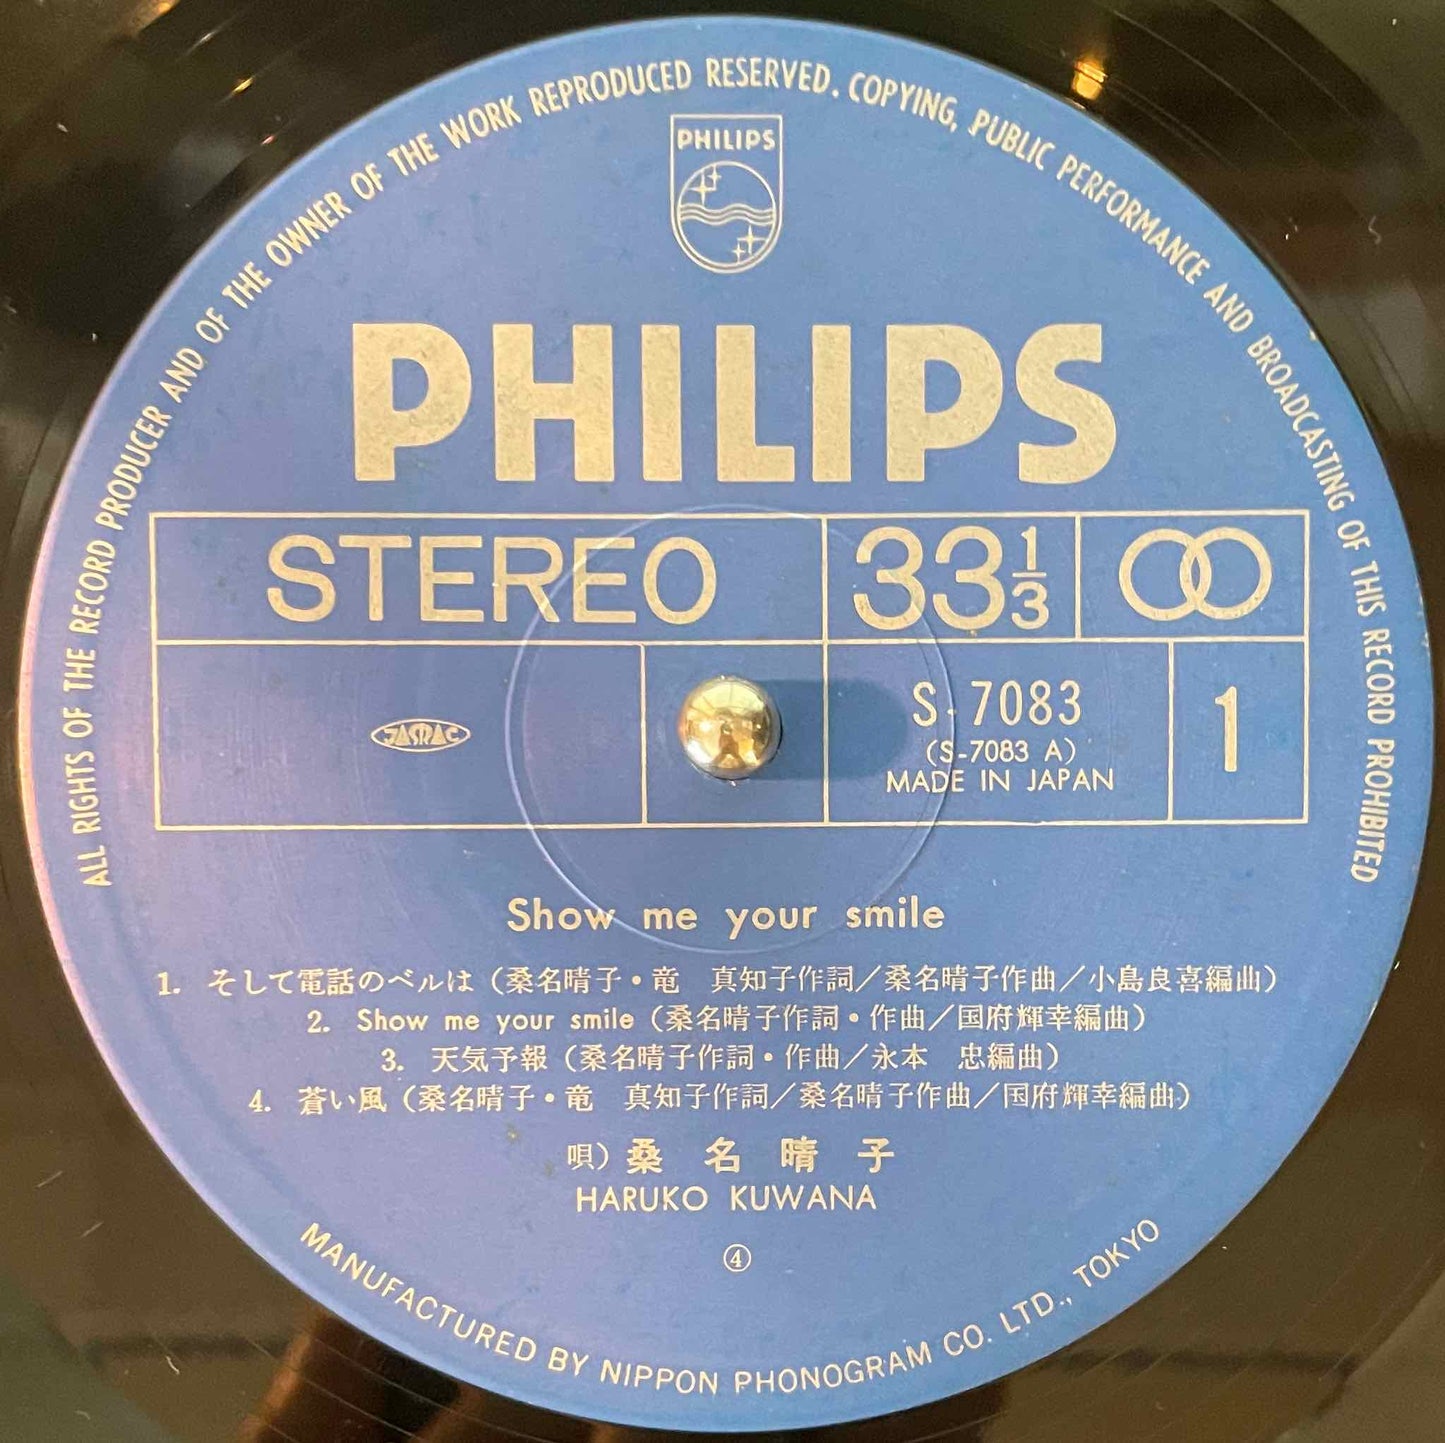 ALL RIGHTS OF THE RECORD PRODUCER AND OF THE OWNER OF THE WORK REPRODUCED RESERVED. COPYING, PUBLIC PERFORMANCE AND BROADCASTING OF THIS RECORD PROHIBITED
PHILIPS
PHILIPS
STEREO 33 1/3
JASRAC
S-7083 1
(S-7083 A)
MADE IN JAPAN
Show me your smile
1. そして電話のベルは（桑名晴子・竜 真知子作詞／桑名晴子作曲／小島良喜編曲）
2. Show me your smile（桑名晴子作詞・作曲／国府輝幸編曲）
3. 天気予報（桑名晴子作詞・作曲／永本 忠編曲）
4. 蒼い風（桑名晴子・竜 真知子作詞／桑名晴子作曲／国府輝幸編曲）
唄）桑名晴子
HARUKO KUWANA
④
MANUFACTURED BY NIPPON PHONOGRAM CO. LTD., TOKYO